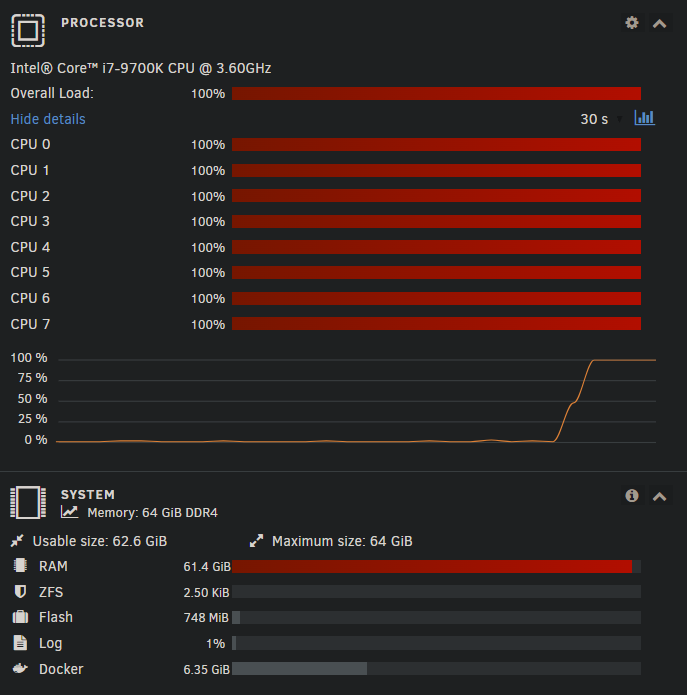 PROCESSOR
Intel® Core™ i7-9700K CPU @ 3.60GHz
Overall Load: 100%
Hide details 30 s
CPU 0 100%
CPU 1 100%
CPU 2 100%
CPU 3 100%
CPU 4 100%
CPU 5 100%
CPU 6 100%
CPU 7 100%
100 %
75 %
50 %
25 %
0 %
SYSTEM
Memory: 64 GiB DDR4
Usable size: 62.6 GiB Maximum size: 64 GiB
RAM 61.4 GiB
ZFS 2.50 KiB
Flash 748 MiB
Log 1%
Docker 6.35 GiB